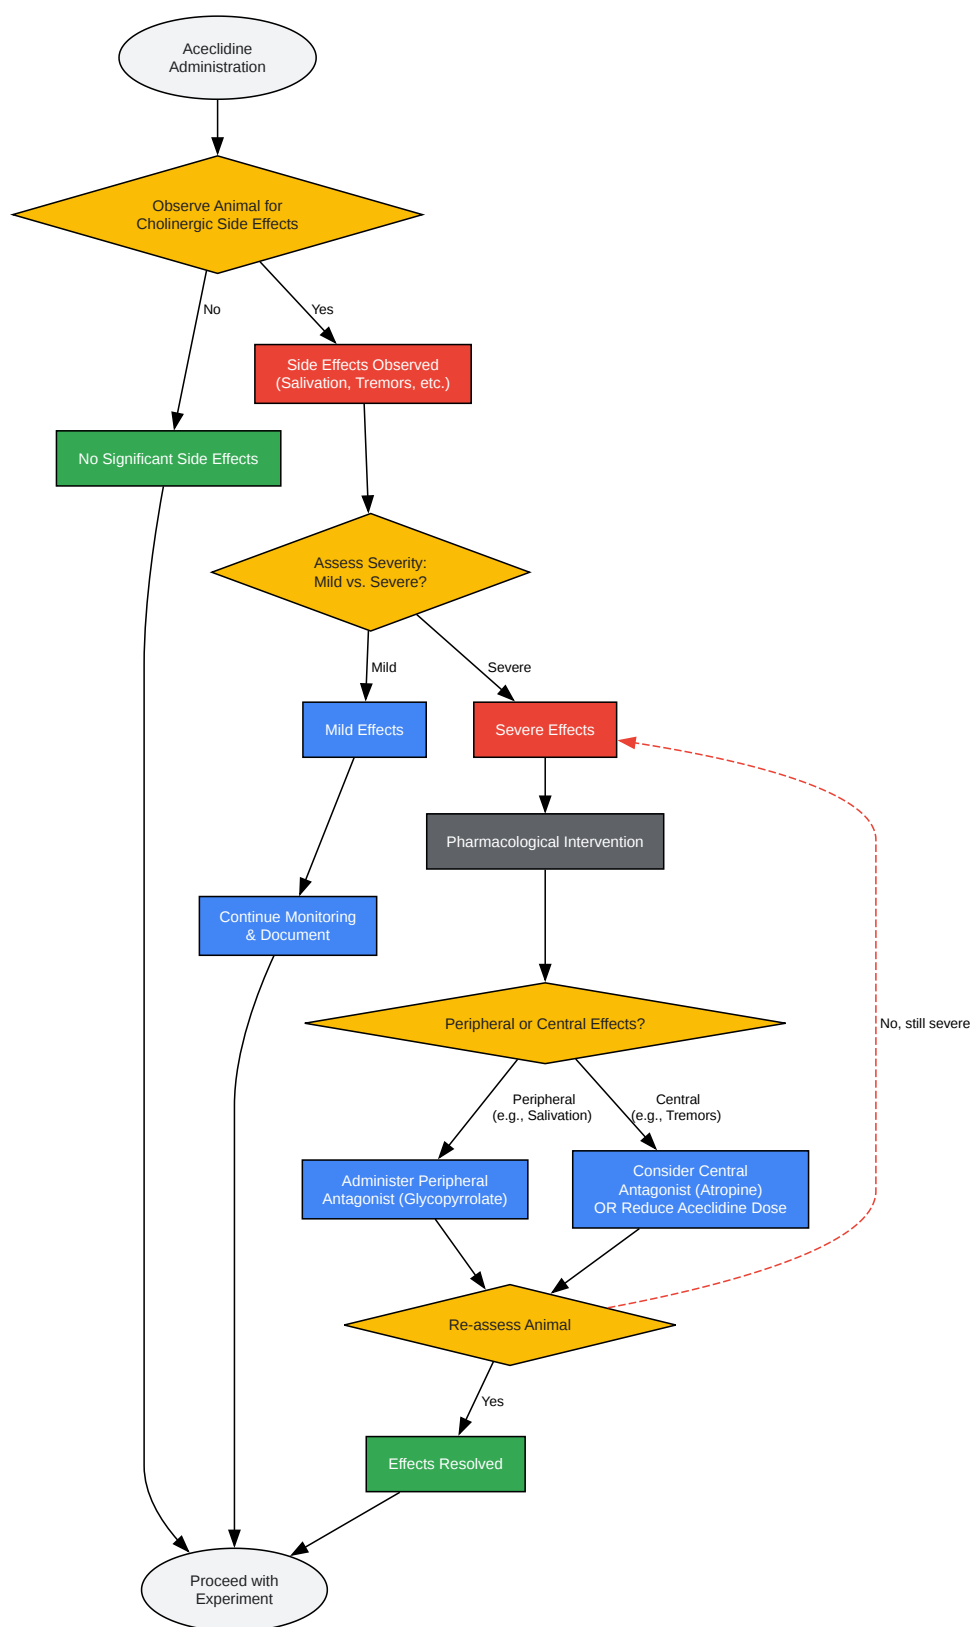 Aceclidine
Administration
Observe Animal for
Cholinergic Side Effects
No
Yes
Side Effects Observed
(Salivation, Tremors, etc.)
No Significant Side Effects
Assess Severity:
Mild vs. Severe?
Mild
Severe
Mild Effects
Severe Effects
Pharmacological Intervention
Continue Monitoring
& Document
Peripheral or Central Effects?
No, still severe
Peripheral
(e.g., Salivation)
Central
(e.g., Tremors)
Administer Peripheral
Antagonist (Glycopyrrolate)
Consider Central
Antagonist (Atropine)
OR Reduce Aceclidine Dose
Re-assess Animal
Yes
Effects Resolved
Proceed with
Experiment